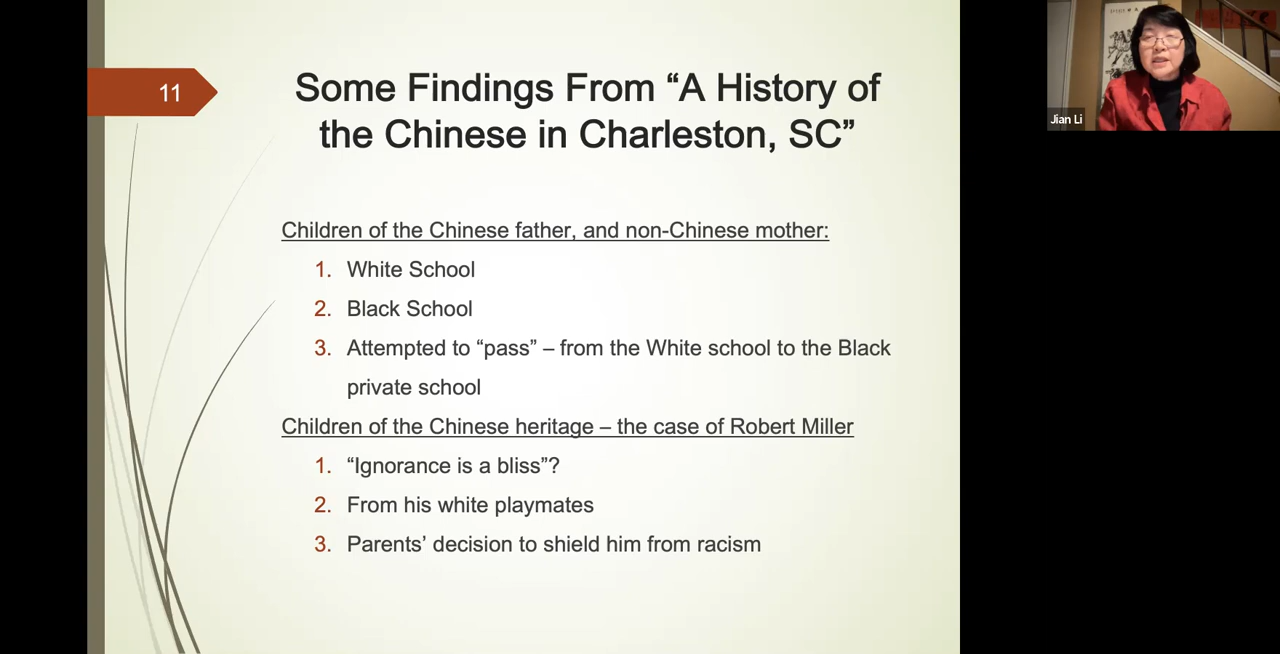 11
Some Findings From “A History of
the Chinese in Charleston, SC”
Children of the Chinese father, and non-Chinese mother:
1. White School
2. Black School
3. Attempted to “pass” – from the White school to the Black
private school
Children of the Chinese heritage – the case of Robert Miller
1. “Ignorance is a bliss”?
2. From his white playmates
3. Parents’ decision to shield him from racism
Jian Li